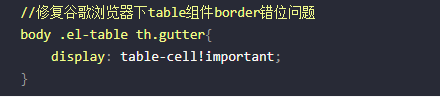 //修复谷歌浏览器下table组件border错位问题
body .el-table th.gutter{
    display: table-cell!important;
}